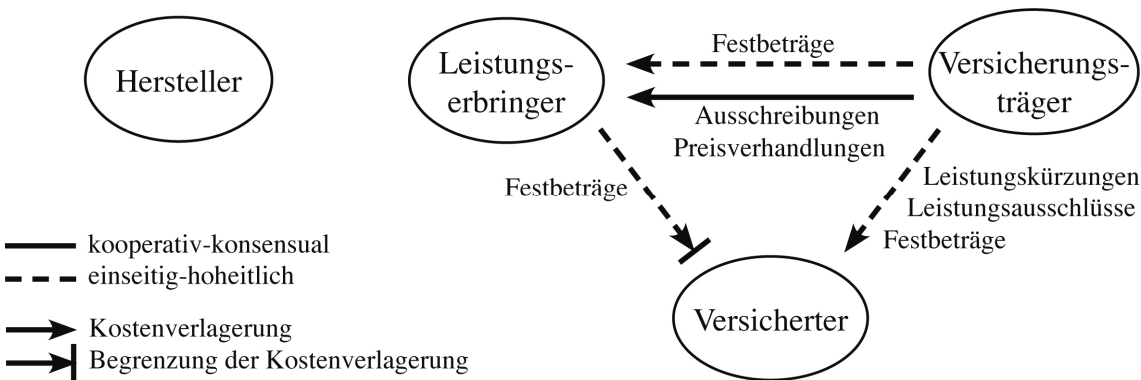 Hersteller
Leistungs-
erbringer
Festbeträge
Versicherungs-
träger
Ausschreibungen
Preisverhandlungen
Festbeträge
Leistungskürzungen
Leistungsausschlüsse
Festbeträge
Versicherter
kooperativ-konsensual
einseitig-hoheitlich
Kostenverlagerung
Begrenzung der Kostenverlagerung